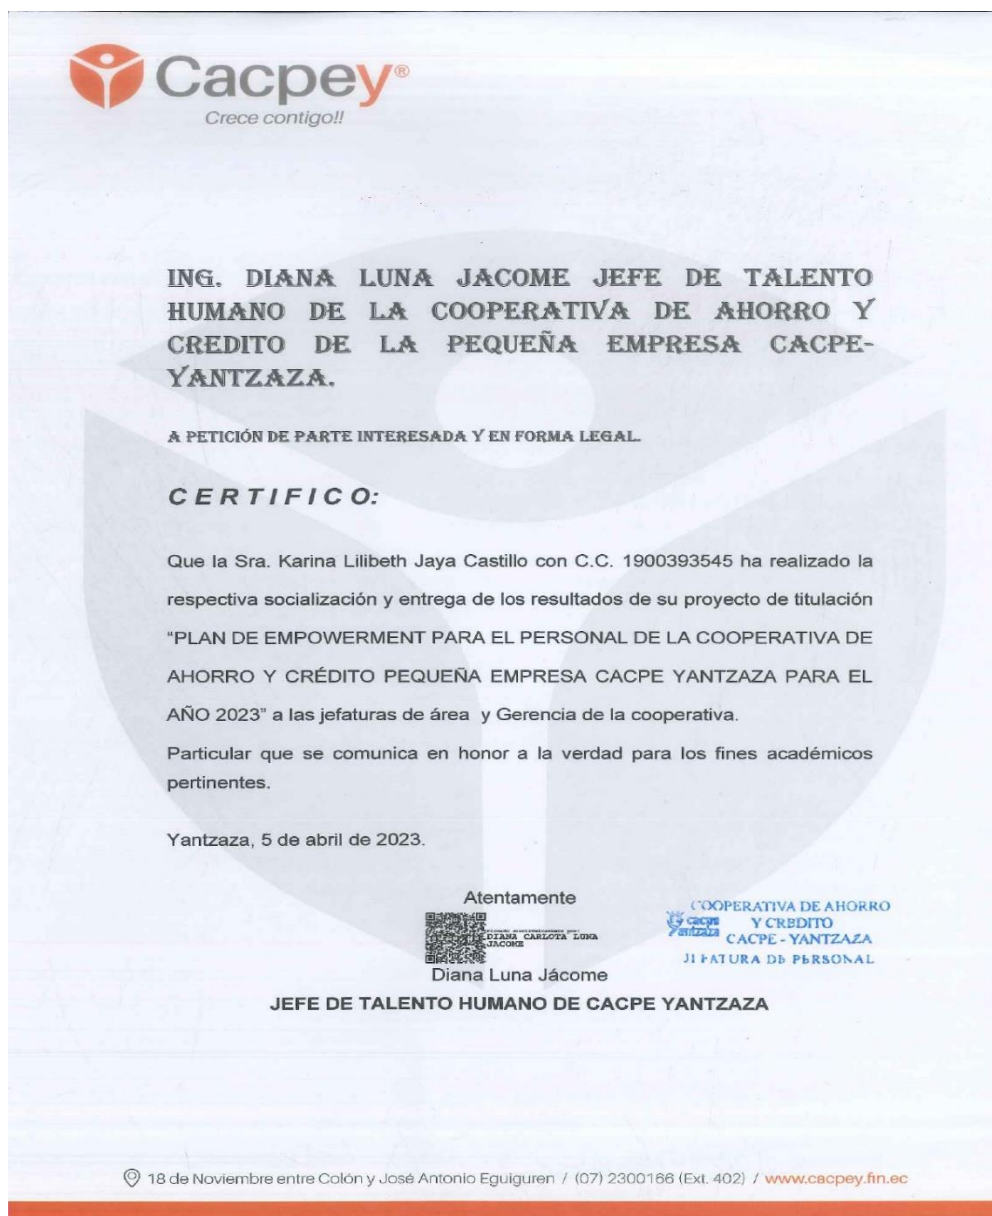 Cacpey®
Crece contigo!!
ING. DIANA LUNA JACOME JEFE DE TALENTO
HUMANO DE LA COOPERATIVA DE AHORRO Y
CREDITO DE LA PEQUEÑA EMPRESA CACPE-
YANTZAZA.
A PETICIÓN DE PARTE INTERESADA Y EN FORMA LEGAL.
CERTIFICO:
Que la Sra. Karina Lilibeth Jaya Castillo con C.C. 1900393545 ha realizado la
respectiva socialización y entrega de los resultados de su proyecto de titulación
“PLAN DE EMPOWERMENT PARA EL PERSONAL DE LA COOPERATIVA DE
AHORRO Y CRÉDITO PEQUEÑA EMPRESA CACPE YANTZAZA PARA EL
AÑO 2023” a las jefaturas de área y Gerencia de la cooperativa.
Particular que se comunica en honor a la verdad para los fines académicos
pertinentes.
Yantzaza, 5 de abril de 2023.
Atentamente
DIANA CARLOTA LUNA
JACOME
Diana Luna Jácome
JEFE DE TALENTO HUMANO DE CACPE YANTZAZA
COOPERATIVA DE AHORRO
cacpe Y CREDITO
Yantzaza CACPE - YANTZAZA
JEFATURA DE PERSONAL
18 de Noviembre entre Colón y José Antonio Eguiguren / (07) 2300166 (Ext. 402) / www.cacpey.fin.ec